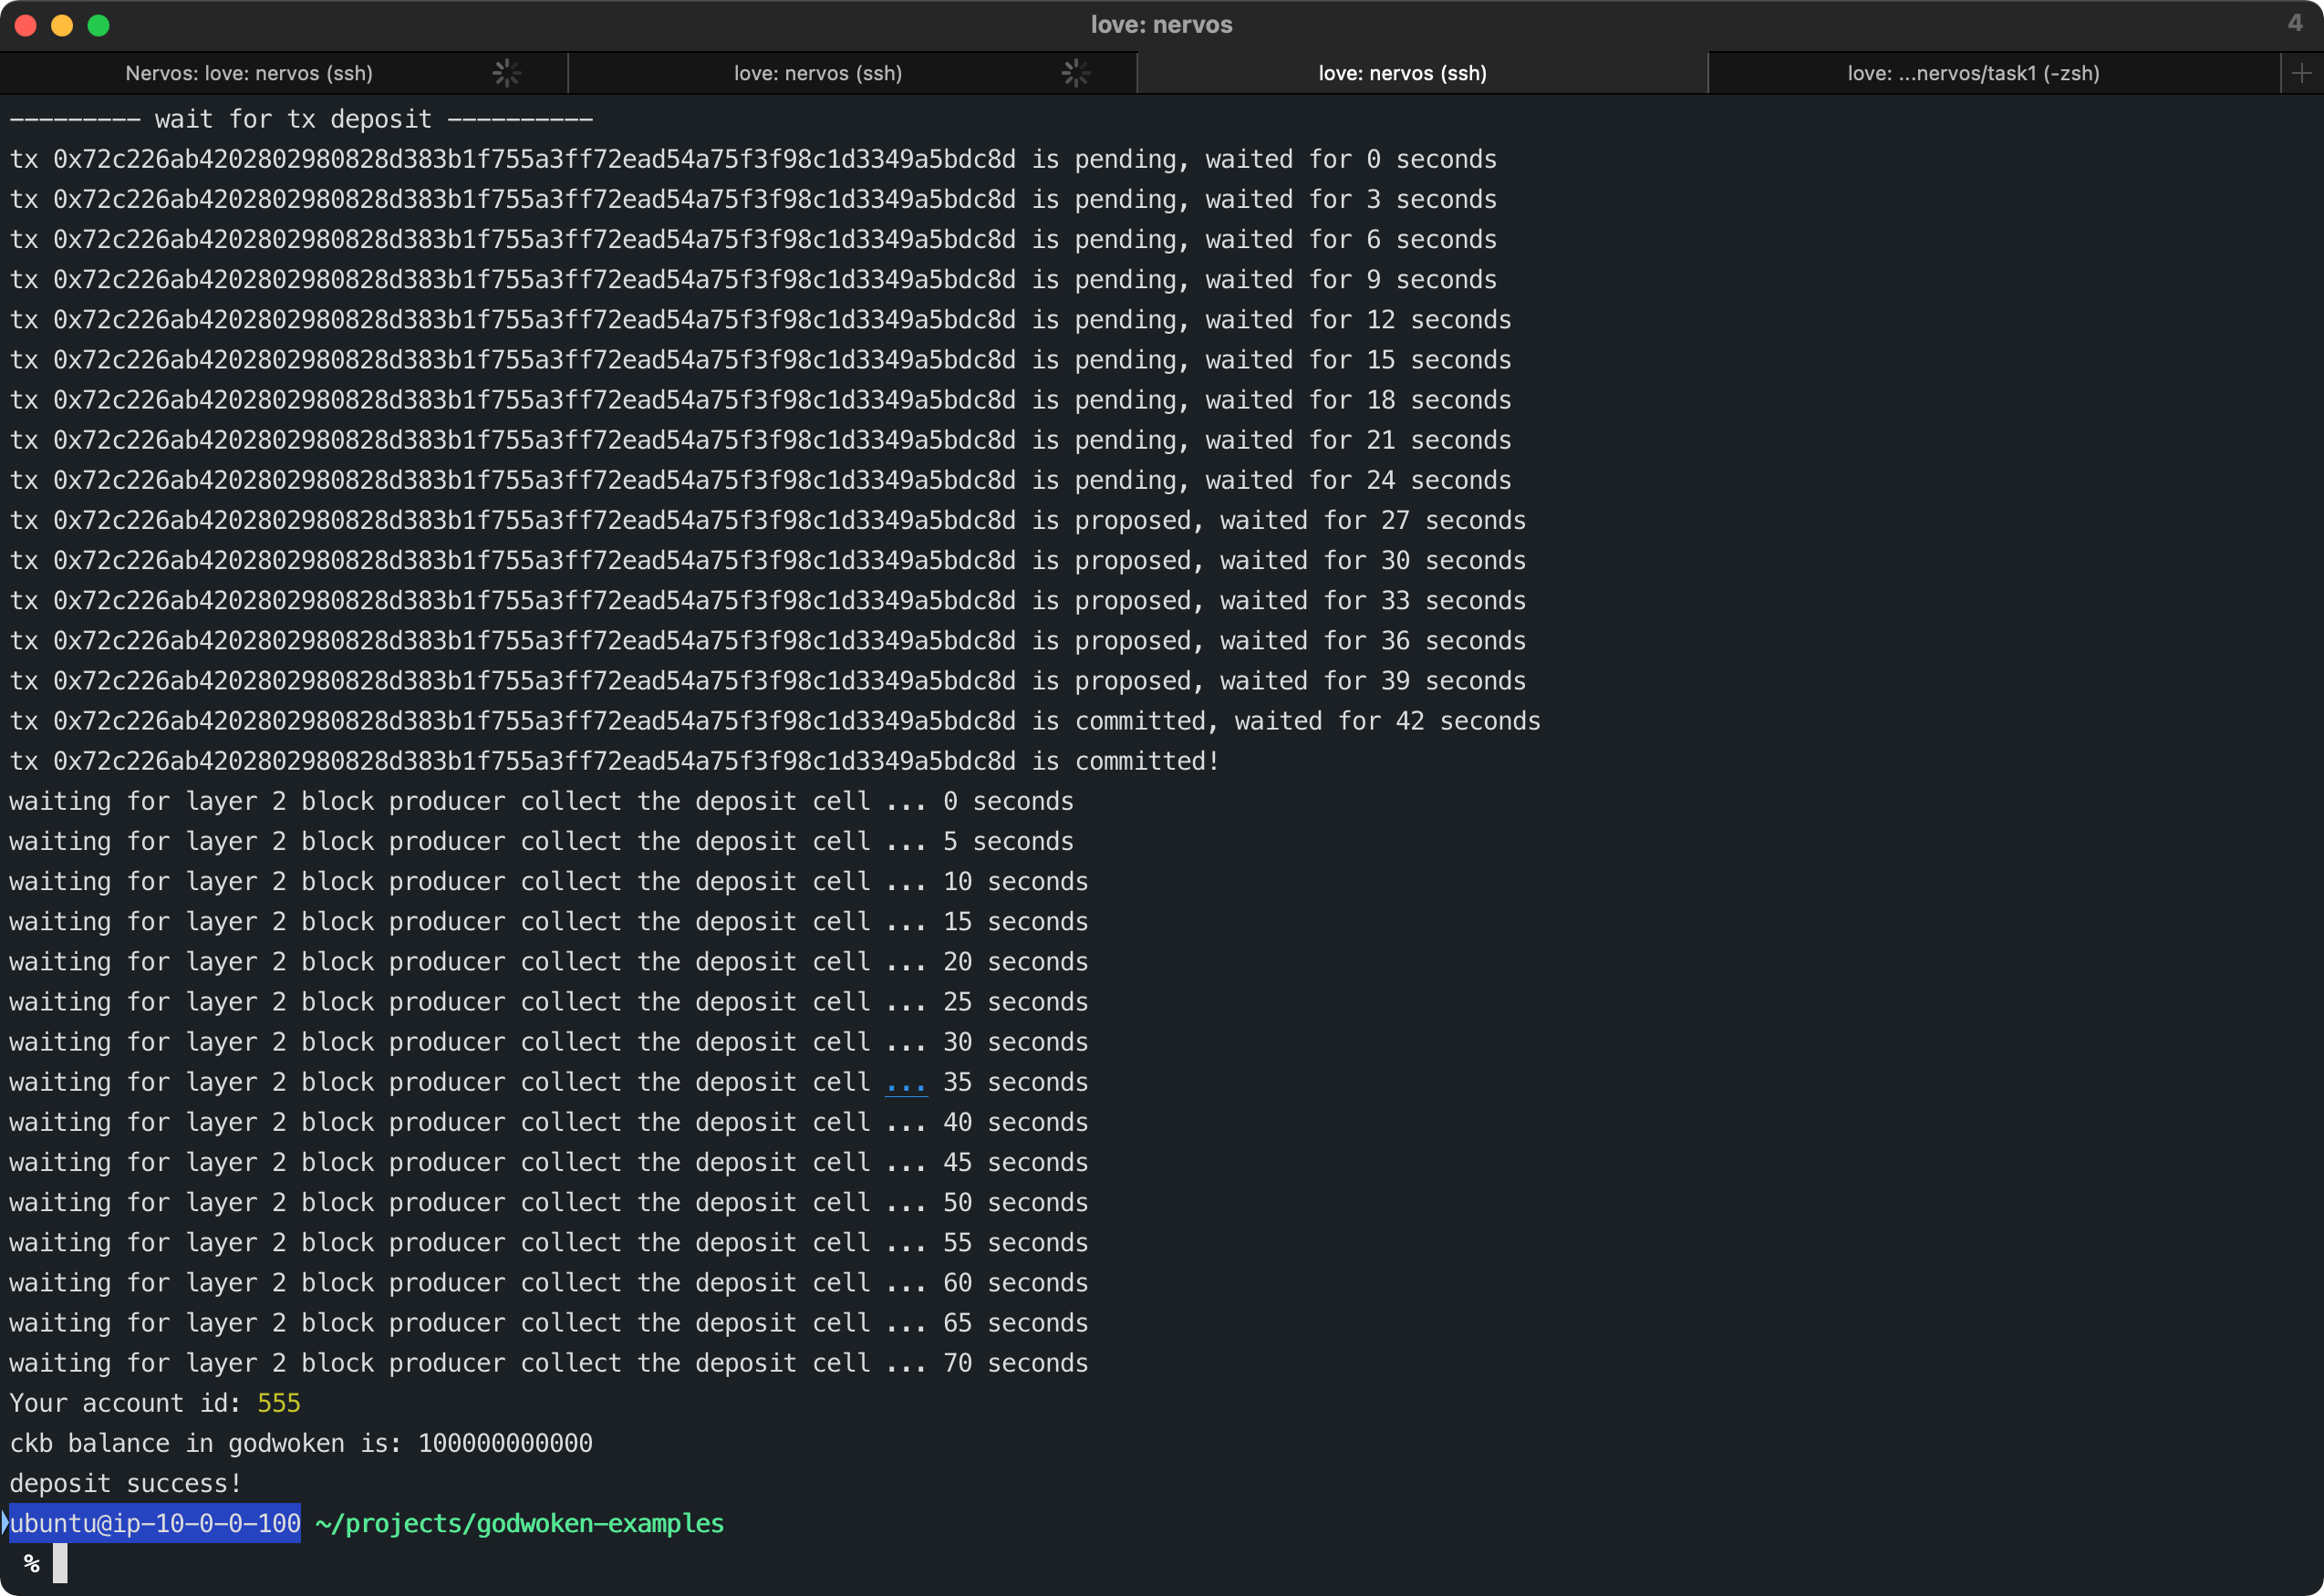 love: nervos
4
Nervos: love: nervos (ssh)
love: nervos (ssh)
love: nervos (ssh)
love: ...nervos/task1 (-zsh)
--------- wait for tx deposit ----------
tx 0x72c226ab4202802980828d383b1f755a3ff72ead54a75f3f98c1d3349a5bdc8d is pending, waited for 0 seconds
tx 0x72c226ab4202802980828d383b1f755a3ff72ead54a75f3f98c1d3349a5bdc8d is pending, waited for 3 seconds
tx 0x72c226ab4202802980828d383b1f755a3ff72ead54a75f3f98c1d3349a5bdc8d is pending, waited for 6 seconds
tx 0x72c226ab4202802980828d383b1f755a3ff72ead54a75f3f98c1d3349a5bdc8d is pending, waited for 9 seconds
tx 0x72c226ab4202802980828d383b1f755a3ff72ead54a75f3f98c1d3349a5bdc8d is pending, waited for 12 seconds
tx 0x72c226ab4202802980828d383b1f755a3ff72ead54a75f3f98c1d3349a5bdc8d is pending, waited for 15 seconds
tx 0x72c226ab4202802980828d383b1f755a3ff72ead54a75f3f98c1d3349a5bdc8d is pending, waited for 18 seconds
tx 0x72c226ab4202802980828d383b1f755a3ff72ead54a75f3f98c1d3349a5bdc8d is pending, waited for 21 seconds
tx 0x72c226ab4202802980828d383b1f755a3ff72ead54a75f3f98c1d3349a5bdc8d is pending, waited for 24 seconds
tx 0x72c226ab4202802980828d383b1f755a3ff72ead54a75f3f98c1d3349a5bdc8d is proposed, waited for 27 seconds
tx 0x72c226ab4202802980828d383b1f755a3ff72ead54a75f3f98c1d3349a5bdc8d is proposed, waited for 30 seconds
tx 0x72c226ab4202802980828d383b1f755a3ff72ead54a75f3f98c1d3349a5bdc8d is proposed, waited for 33 seconds
tx 0x72c226ab4202802980828d383b1f755a3ff72ead54a75f3f98c1d3349a5bdc8d is proposed, waited for 36 seconds
tx 0x72c226ab4202802980828d383b1f755a3ff72ead54a75f3f98c1d3349a5bdc8d is proposed, waited for 39 seconds
tx 0x72c226ab4202802980828d383b1f755a3ff72ead54a75f3f98c1d3349a5bdc8d is committed, waited for 42 seconds
tx 0x72c226ab4202802980828d383b1f755a3ff72ead54a75f3f98c1d3349a5bdc8d is committed!
waiting for layer 2 block producer collect the deposit cell ... 0 seconds
waiting for layer 2 block producer collect the deposit cell ... 5 seconds
waiting for layer 2 block producer collect the deposit cell ... 10 seconds
waiting for layer 2 block producer collect the deposit cell ... 15 seconds
waiting for layer 2 block producer collect the deposit cell ... 20 seconds
waiting for layer 2 block producer collect the deposit cell ... 25 seconds
waiting for layer 2 block producer collect the deposit cell ... 30 seconds
waiting for layer 2 block producer collect the deposit cell ... 35 seconds
waiting for layer 2 block producer collect the deposit cell ... 40 seconds
waiting for layer 2 block producer collect the deposit cell ... 45 seconds
waiting for layer 2 block producer collect the deposit cell ... 50 seconds
waiting for layer 2 block producer collect the deposit cell ... 55 seconds
waiting for layer 2 block producer collect the deposit cell ... 60 seconds
waiting for layer 2 block producer collect the deposit cell ... 65 seconds
waiting for layer 2 block producer collect the deposit cell ... 70 seconds
Your account id: 555
ckb balance in godwoken is: 100000000000
deposit success!
ubuntu@ip-10-0-0-100 ~/projects/godwoken-examples
%